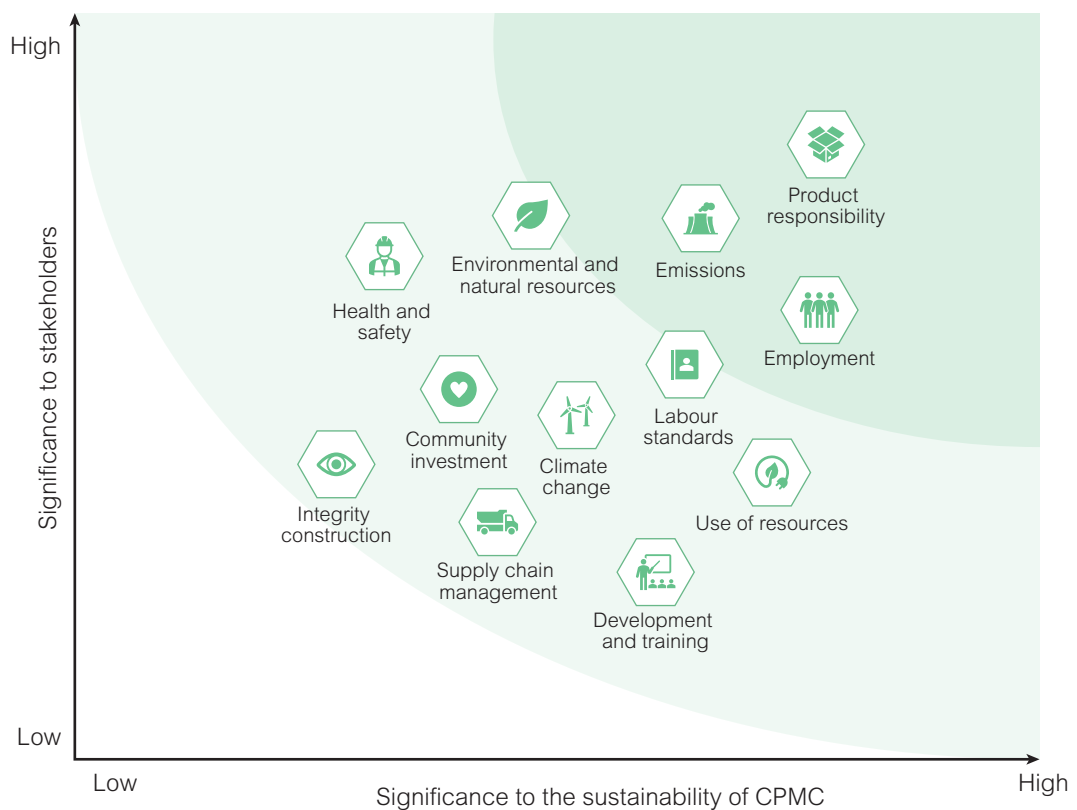 High
Significance to stakeholders
Product
responsibility
Environmental and
natural resources
Emissions
Health and
safety
Employment
Labour
standards
Community
investment
Climate
change
Integrity
construction
Use of resources
Supply chain
management
Development
and training
Low
Low
High
Significance to the sustainability of CPMC